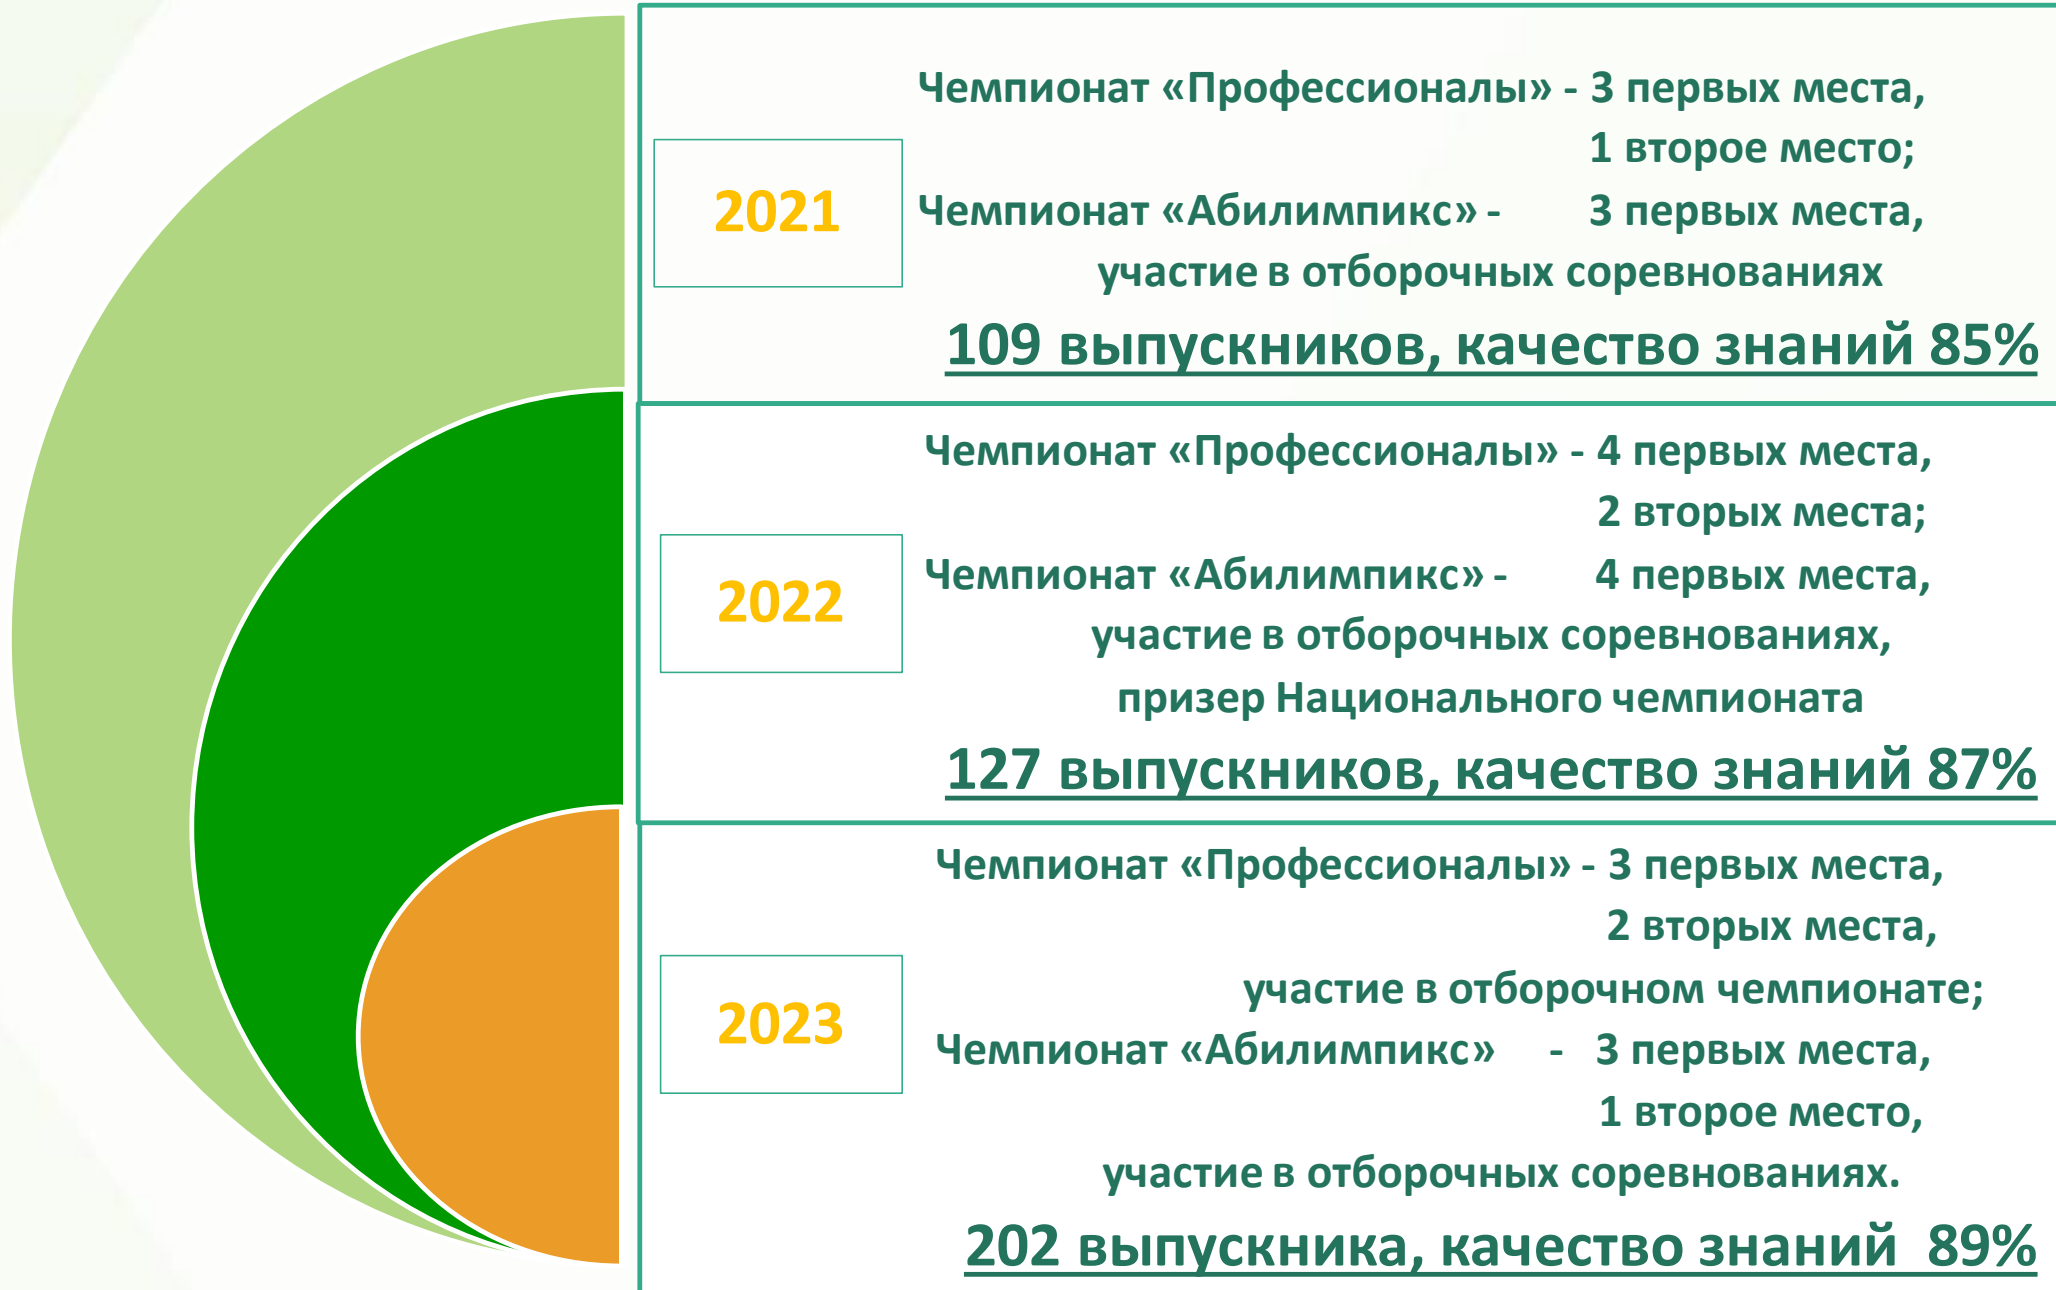 2021
Чемпионат «Профессионалы» - 3 первых места,
1 второе место;
Чемпионат «Абилимпикс» - 3 первых места,
участие в отборочных соревнованиях
109 выпускников, качество знаний 85%
2022
Чемпионат «Профессионалы» - 4 первых места,
2 вторых места;
Чемпионат «Абилимпикс» - 4 первых места,
участие в отборочных соревнованиях,
призер Национального чемпионата
127 выпускников, качество знаний 87%
2023
Чемпионат «Профессионалы» - 3 первых места,
2 вторых места,
участие в отборочном чемпионате;
Чемпионат «Абилимпикс» - 3 первых места,
1 второе место,
участие в отборочных соревнованиях.
202 выпускника, качество знаний 89%